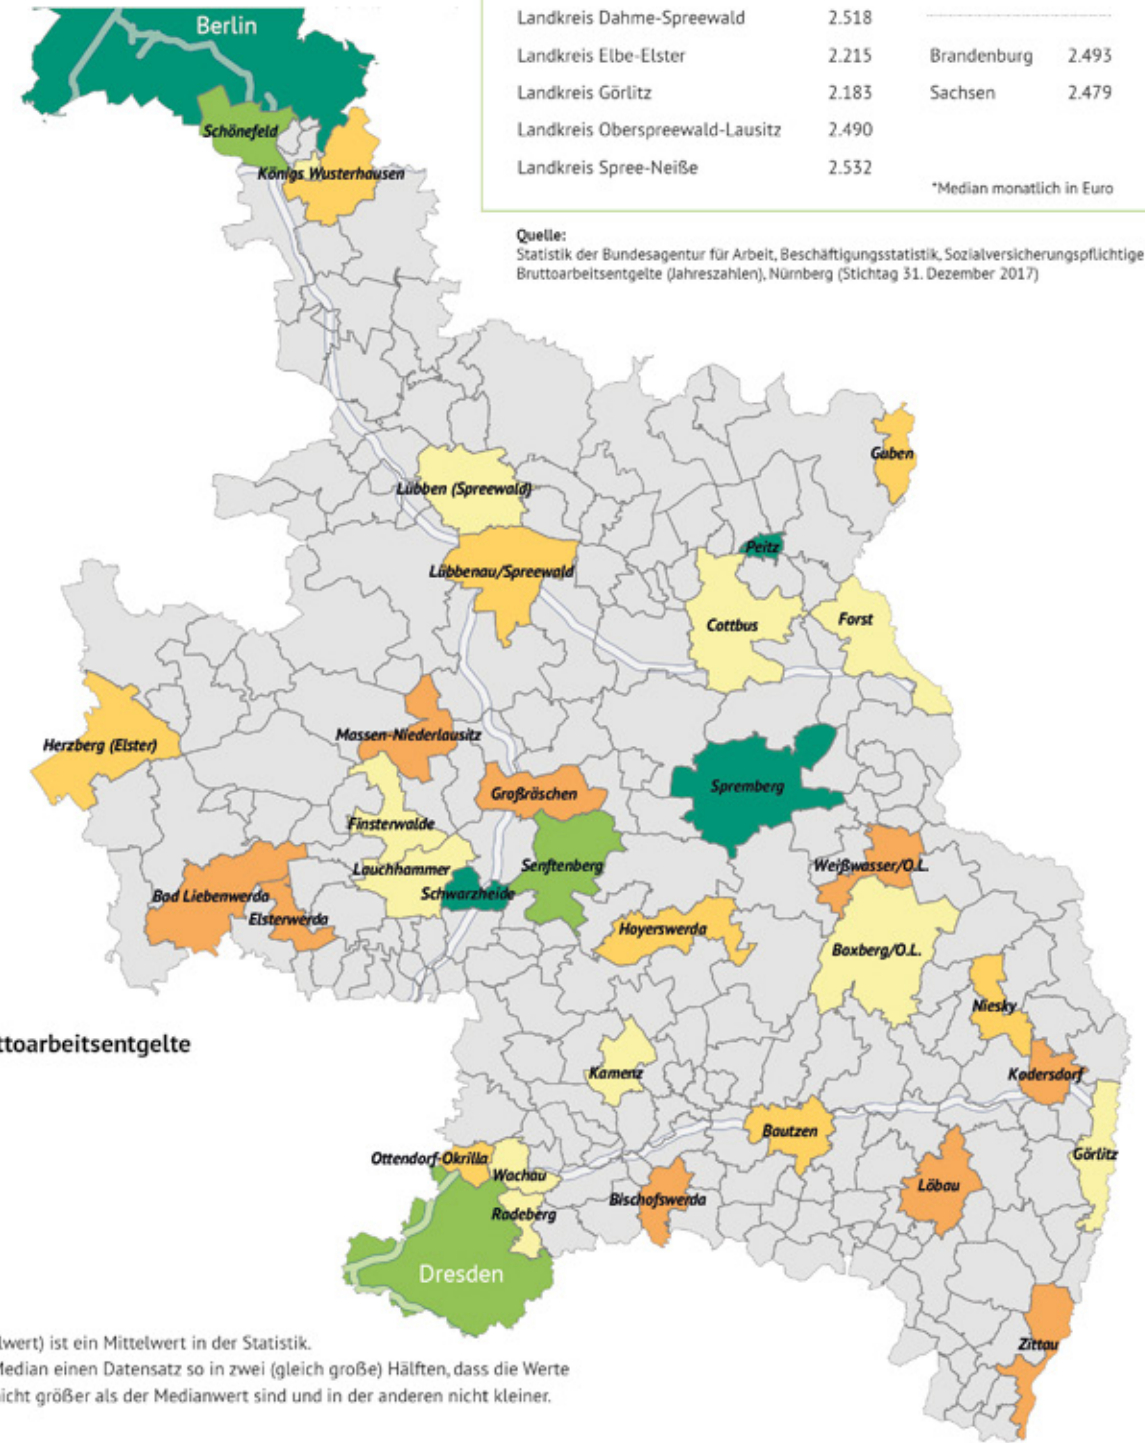 Landkreis Dahme-Spreewald 2.518
Landkreis Elbe-Elster 2.215 Brandenburg 2.493
Landkreis Görlitz 2.183 Sachsen 2.479
Landkreis Oberspreewald-Lausitz 2.490
Landkreis Spree-Neiße 2.532
*Median monatlich in Euro
Quelle:
Statistik der Bundesagentur für Arbeit, Beschäftigungsstatistik, Sozialversicherungspflichtige
Bruttoarbeitsentgelte (Jahreszahlen), Nürnberg (Stichtag 31. Dezember 2017)
Berlin
Schönefeld
Königs Wusterhausen
Guben
Lübben (Spreewald)
Peitz
Lübbenau/Spreewald
Cottbus
Forst
Massen-Niederlausitz
Herzberg (Elster)
Spremberg
Großräschen
Finsterwalde
Lauchhammer
Senftenberg
Weißwasser/O.L.
Schwarzheide
Bad Liebenwerda
Elsterwerda
Hoyerswerda
Boxberg/O.L.
Niesky
ttoarbeitsentgelte
Kamenz
Kodersdorf
Bautzen
Ottendorf-Okrilla
Wachau
Görlitz
Löbau
Bischofswerda
Radeberg
Dresden
Zittau
lwert) ist ein Mittelwert in der Statistik.
Median einen Datensatz so in zwei (gleich große) Hälften, dass die Werte
nicht größer als der Medianwert sind und in der anderen nicht kleiner.